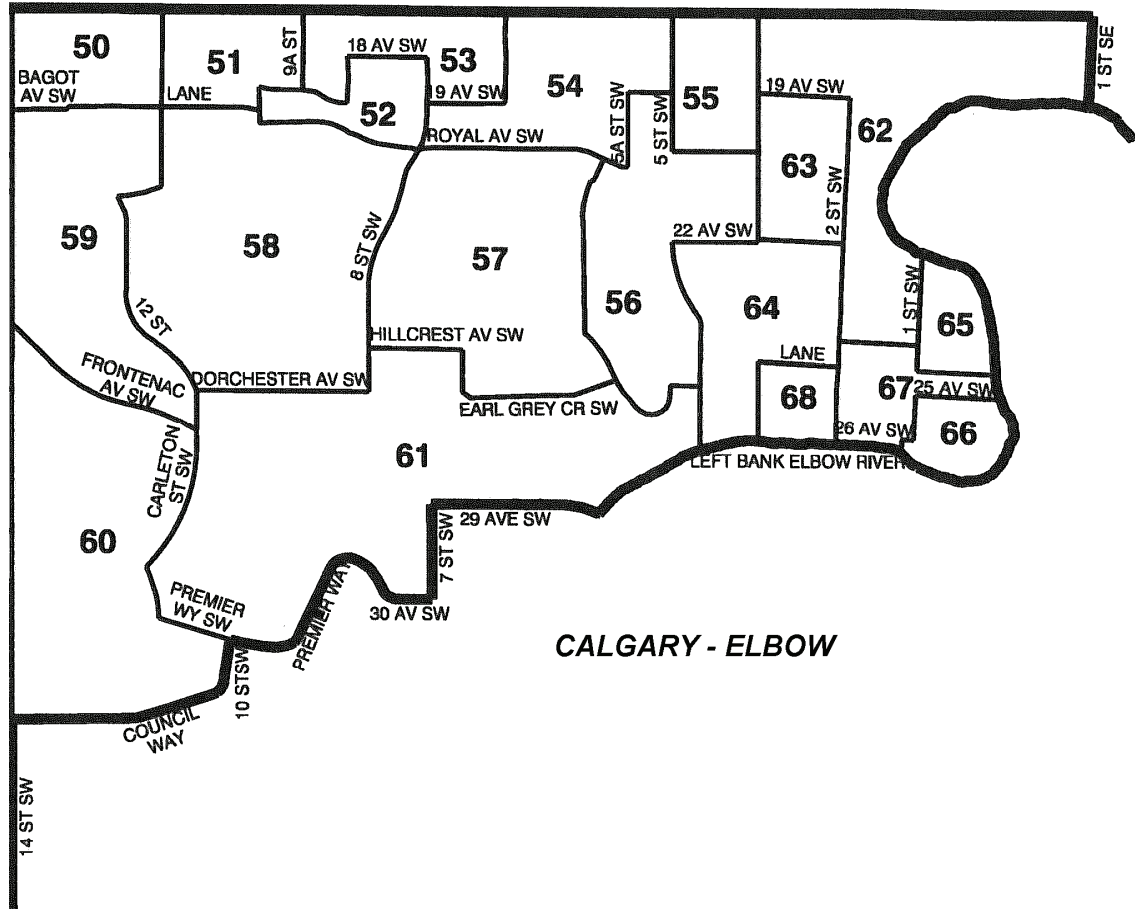 50
51
9A ST
18 AV SW
53
54
55
1 ST SE
BAGOT
AV SW
LANE
52
19 AV SW
19 AV SW
62
ROYAL AV SW
5A ST SW
5 ST SW
63
2 ST SW
59
58
8 ST SW
57
22 AV SW
56
64
1 ST SW
65
12 ST
HILLCREST AV SW
LANE
FRONTENAC
AV SW
DORCHESTER AV SW
EARL GREY CR SW
68
67
25 AV SW
26 AV SW
66
CARLETON
ST SW
61
LEFT BANK ELBOW RIVER
60
7 ST SW
29 AVE SW
PREMIER
WY SW
PREMIER WAY
30 AV SW
CALGARY - ELBOW
10 STSW
COUNCIL
WAY
14 ST SW